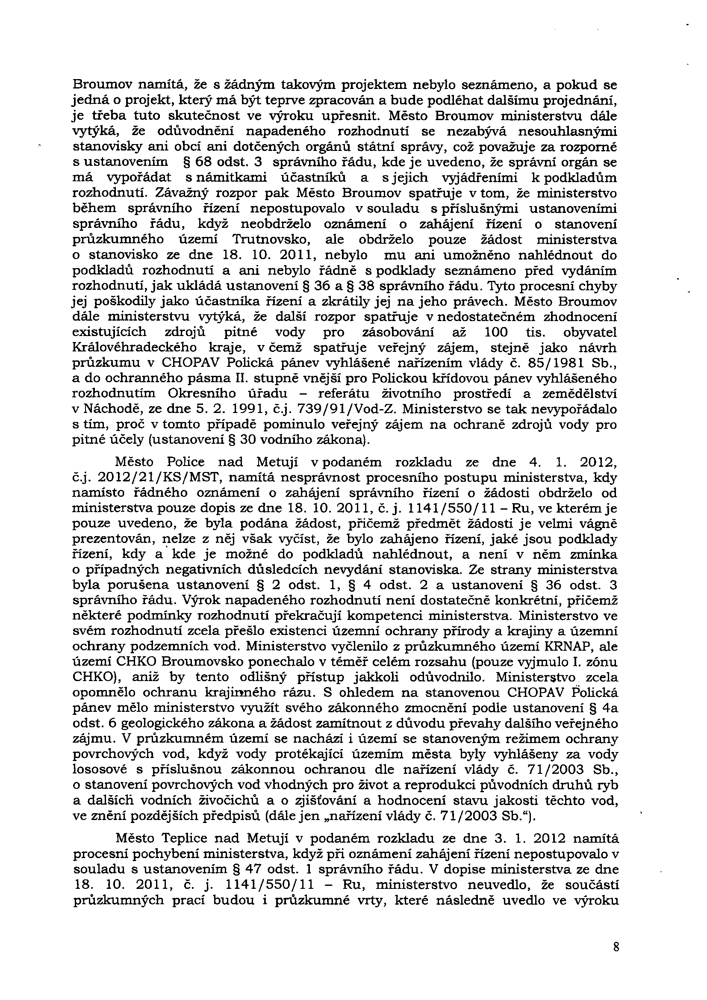 Broumov namítá, že s žádným takovým projektem nebylo seznámeno, a pokud se
jedná o projekt, který má být teprve zpracován a bude podléhat dalšímu projednání,
je třeba tuto skutečnost ve výroku upřesnit. Město Broumov ministerstvu dále
vytýká, že odůvodnění napadeného rozhodnutí se nezabývá nesouhlasnými
stanovisky ani obcí ani dotčených orgánů státní správy, což považuje za rozporné
s ustanovením § 68 odst. 3 správního řádu, kde je uvedeno, že správní orgán se
má vypořádat s námitkami účastníků a s jejich vyjádřeními k podkladům
rozhodnutí. Závažný rozpor pak Město Broumov spatřuje v tom, že ministerstvo
během správního řízení nepostupovalo v souladu s příslušnými ustanoveními
správního řádu, když neobdrželo oznámení o zahájení řízení o stanovení
průzkumného území Trutnovsko, ale obdrželo pouze žádost ministerstva
o stanovisko ze dne 18. 10. 2011, nebylo mu ani umožněno nahlédnout do
podkladů rozhodnutí a ani nebylo řádně s podklady seznámeno před vydáním
rozhodnutí, jak ukládá ustanovení § 36 a § 38 správního řádu. Tyto procesní chyby
jej poškodily jako účastníka řízení a zkrátily jej na jeho právech. Město Broumov
dále ministerstvu vytýká, že další rozpor spatřuje v nedostatečném zhodnocení
existujících zdrojů pitné vody pro zásobování až 100 tis. obyvatel
Královéhradeckého kraje, v čemž spatřuje veřejný zájem, stejně jako návrh
průzkumu v CHOPAV Polická pánev vyhlášené nařízením vlády č. 85/1981 Sb.,
a do ochranného pásma II. stupně vnější pro Polickou křídovou pánev vyhlášeného
rozhodnutím Okresního úřadu – referátu životního prostředí a zemědělství
v Náchodě, ze dne 5. 2. 1991, č.j. 739/91/Vod-Z. Ministerstvo se tak nevypořádalo
s tím, proč v tomto případě pominulo veřejný zájem na ochraně zdrojů vody pro
pitné účely (ustanovení § 30 vodního zákona).
Město Police nad Metují v podaném rozkladu ze dne 4. 1. 2012,
č.j. 2012/21/KS/MST, namítá nesprávnost procesního postupu ministerstva, kdy
namísto řádného oznámení o zahájení správního řízení o žádosti obdrželo od
ministerstva pouze dopis ze dne 18. 10. 2011, č. j. 1141/550/11 – Ru, ve kterém je
pouze uvedeno, že byla podána žádost, přičemž předmět žádosti je velmi vágně
prezentován, nelze z něj však vyčíst, že bylo zahájeno řízení, jaké jsou podklady
řízení, kdy a kde je možné do podkladů nahlédnout, a není v něm zmínka
o případných negativních důsledcích nevydání stanoviska. Ze strany ministerstva
byla porušena ustanovení § 2 odst. 1, § 4 odst. 2 a ustanovení § 36 odst. 3
správního řádu. Výrok napadeného rozhodnutí není dostatečně konkrétní, přičemž
některé podmínky rozhodnutí překračují kompetenci ministerstva. Ministerstvo ve
svém rozhodnutí zcela přešlo existenci územní ochrany přírody a krajiny a územní
ochrany podzemních vod. Ministerstvo vyčlenilo z průzkumného území KRNAP, ale
území CHKO Broumovsko ponechalo v téměř celém rozsahu (pouze vyjmulo I. zónu
CHKO), aniž by tento odlišný přístup jakkoli odůvodnilo. Ministerstvo zcela
opomnělo ochranu krajinného rázu. S ohledem na stanovenou CHOPAV Polická
pánev mělo ministerstvo využít svého zákonného zmocnění podle ustanovení § 4a
odst. 6 geologického zákona a žádost zamítnout z důvodu převahy dalšího veřejného
zájmu. V průzkumném území se nachází i území se stanoveným režimem ochrany
povrchových vod, když vody protékající územím města byly vyhlášeny za vody
lososové s příslušnou zákonnou ochranou dle nařízení vlády č. 71/2003 Sb.,
o stanovení povrchových vod vhodných pro život a reprodukci původních druhů ryb
a dalších vodních živočichů a o zjišťování a hodnocení stavu jakosti těchto vod,
ve znění pozdějších předpisů (dále jen „nařízení vlády č. 71/2003 Sb.“).
Město Teplice nad Metují v podaném rozkladu ze dne 3. 1. 2012 namítá
procesní pochybení ministerstva, když při oznámení zahájení řízení nepostupovalo v
souladu s ustanovením § 47 odst. 1 správního řádu. V dopise ministerstva ze dne
18. 10. 2011, č. j. 1141/550/11 – Ru, ministerstvo neuvedlo, že součástí
průzkumných prací budou i průzkumné vrty, které následně uvedlo ve výroku
8